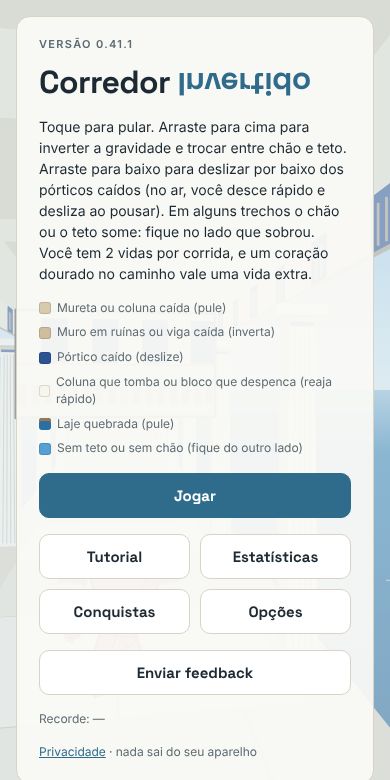 VERSÃO 0.41.1
Corredor Invertido
Toque para pular. Arraste para cima para
inverter a gravidade e trocar entre chão e teto.
Arraste para baixo para deslizar por baixo dos
pórticos caídos (no ar, você desce rápido e
desliza ao pousar). Em alguns trechos o chão
ou o teto some: fique no lado que sobrou.
Você tem 2 vidas por corrida, e um coração
dourado no caminho vale uma vida extra.
Mureta ou coluna caída (pule)
Muro em ruínas ou viga caída (inverta)
Pórtico caído (deslize)
Coluna que tomba ou bloco que despenca (reaja
rápido)
Laje quebrada (pule)
Sem teto ou sem chão (fique do outro lado)
Jogar
Tutorial Estatísticas
Conquistas Opções
Enviar feedback
Recorde: —
Privacidade · nada sai do seu aparelho